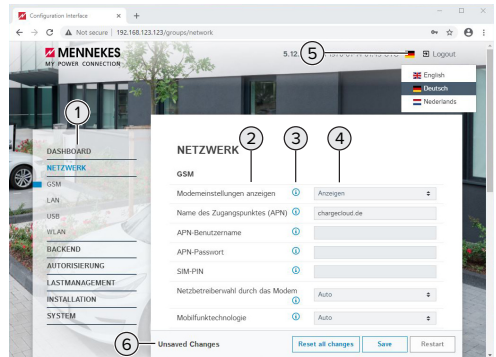 Configuration Interface
Not secure | 192.168.123.123/groups/network
MENNEKES
MY POWER CONNECTION
5.12.
5
Logout
English
Deutsch
Nederlands
1
DASHBOARD
NETZWERK
GSM
LAN
USB
WLAN
BACKEND
AUTORISIERUNG
LASTMANAGEMENT
INSTALLATION
SYSTEM
NETZWERK
2
3
4
GSM
Modemeinstellungen anzeigen
Anzeigen
Name des Zugangspunktes (APN)
chargecloud.de
APN-Benutzername
APN-Passwort
SIM-PIN
Netzbetreiberwahl durch das Modem
Auto
Mobilfunktechnologie
Auto
6
Unsaved Changes
Reset all changes
Save
Restart